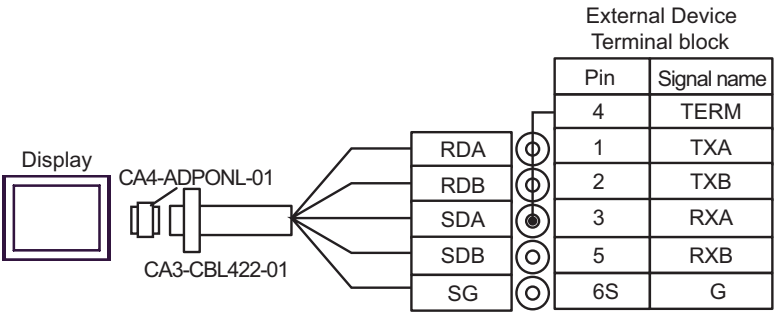 External Device
Terminal block
Pin Signal name
4 TERM
RDA 1 TXA
Display
CA4-ADPONL-01
RDB 2 TXB
SDA 3 RXA
SDB 5 RXB
CA3-CBL422-01
SG 6S G